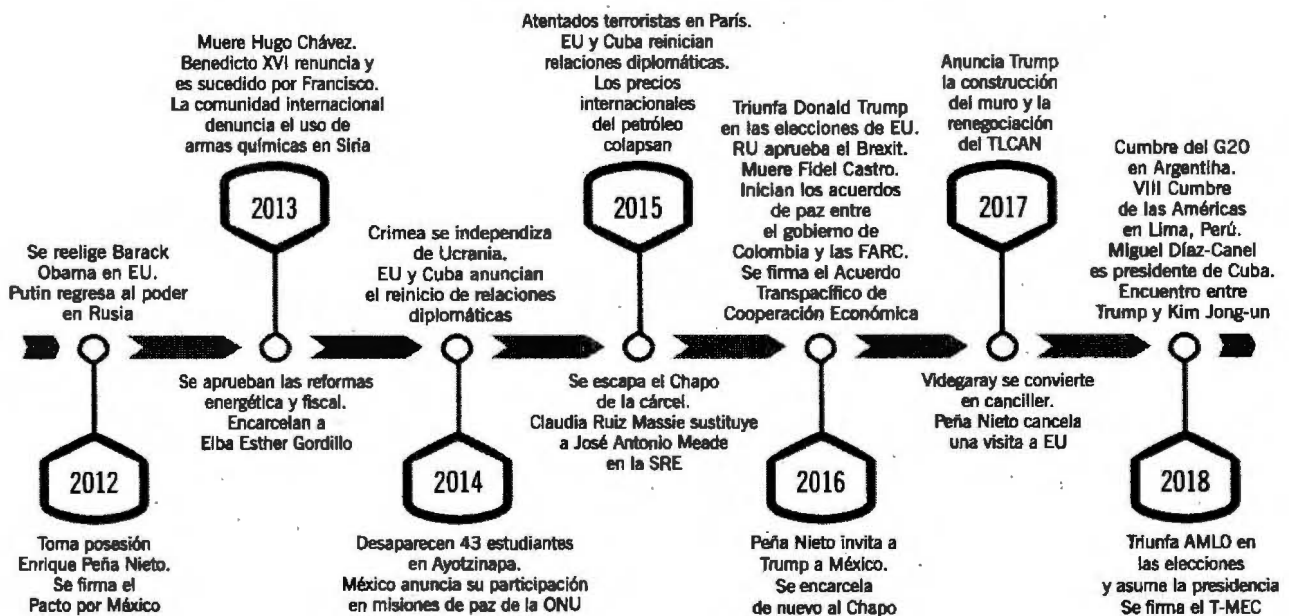 Se reelige Barack
Obama en EU.
Putin regresa al poder
en Rusia
2012
Toma posesión
Enrique Peña Nieto.
Se firma el
Pacto por México
Muere Hugo Chávez.
Benedicto XVI renuncia y
es sucedido por Francisco.
La comunidad internacional
denuncia el uso de
armas químicas en Siria
2013
Se aprueban las reformas
energética y fiscal.
Encarcelan a
Elba Esther Gordillo
Crimea se independiza
de Ucrania.
EU y Cuba anuncian
el reinicio de relaciones
diplomáticas
2014
Desaparecen 43 estudiantes
en Ayotzinapa.
México anuncia su participación
en misiones de paz de la ONU
Atentados terroristas en París.
EU y Cuba reinician
relaciones diplomáticas.
Los precios
internacionales
del petróleo
colapsan
2015
Se escapa el Chapo
de la cárcel.
Claudia Ruiz Massie sustituye
a José Antonio Meade
en la SRE
Triunfa Donald Trump
en las elecciones de EU.
RU aprueba el Brexit.
Muere Fidel Castro.
Inician los acuerdos
de paz entre
el gobierno de
Colombia y las FARC.
Se firma el Acuerdo
Transpacífico de
Cooperación Económica
2016
Peña Nieto invita a
Trump a México.
Se encarcela
de nuevo al Chapo
Anuncia Trump
la construcción
del muro y la
renegociación
del TLCAN
2017
Videgaray se convierte
en canciller.
Peña Nieto cancela
una visita a EU
Cumbre del G20
en Argentina.
VIII Cumbre
de las Américas
en Lima, Perú.
Miguel Díaz-Canel
es presidente de Cuba.
Encuentro entre
Trump y Kim Jong-un
2018
Triunfa AMLO en
las elecciones
y asume la presidencia
Se firma el T-MEC